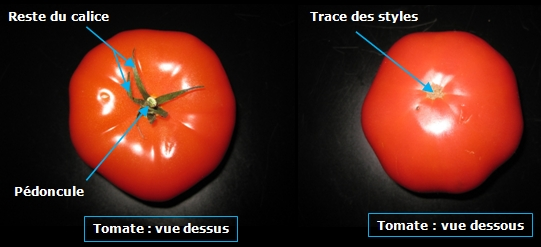 Reste du calice
Trace des styles
Pédoncule
Tomate : vue dessus
Tomate : vue dessous